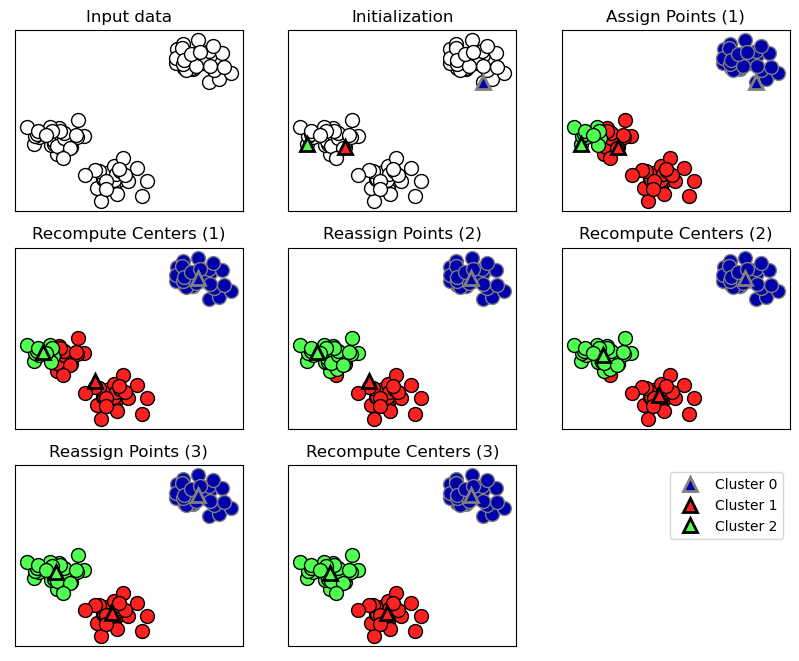 Input data
Initialization
Assign Points (1)
Recompute Centers (1)
Reassign Points (2)
Recompute Centers (2)
Reassign Points (3)
Recompute Centers (3)
Cluster 0
Cluster 1
Cluster 2